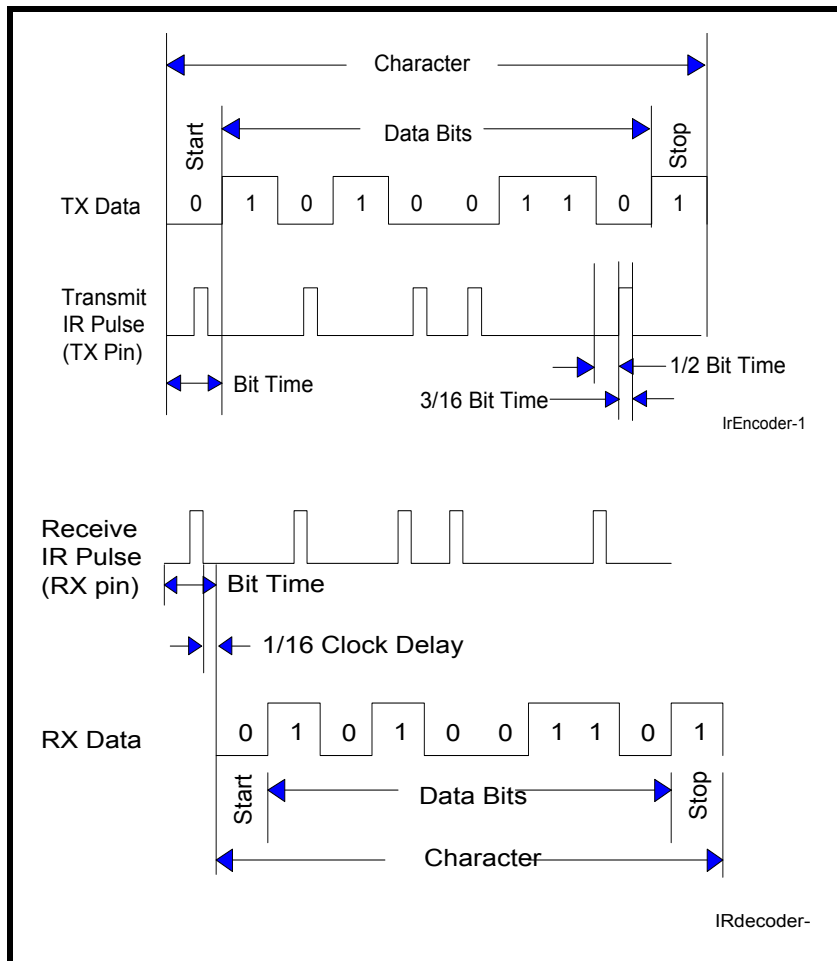 Character
Start
Data Bits
Stop
TX Data
0 1 0 1 0 0 1 1 0 1
Transmit
IR Pulse
(TX Pin)
Bit Time
1/2 Bit Time
3/16 Bit Time
IrEncoder-1
Receive
IR Pulse
(RX pin)
Bit Time
1/16 Clock Delay
RX Data
0 1 0 1 0 0 1 1 0 1
Start
Data Bits
Stop
Character
IRdecoder-